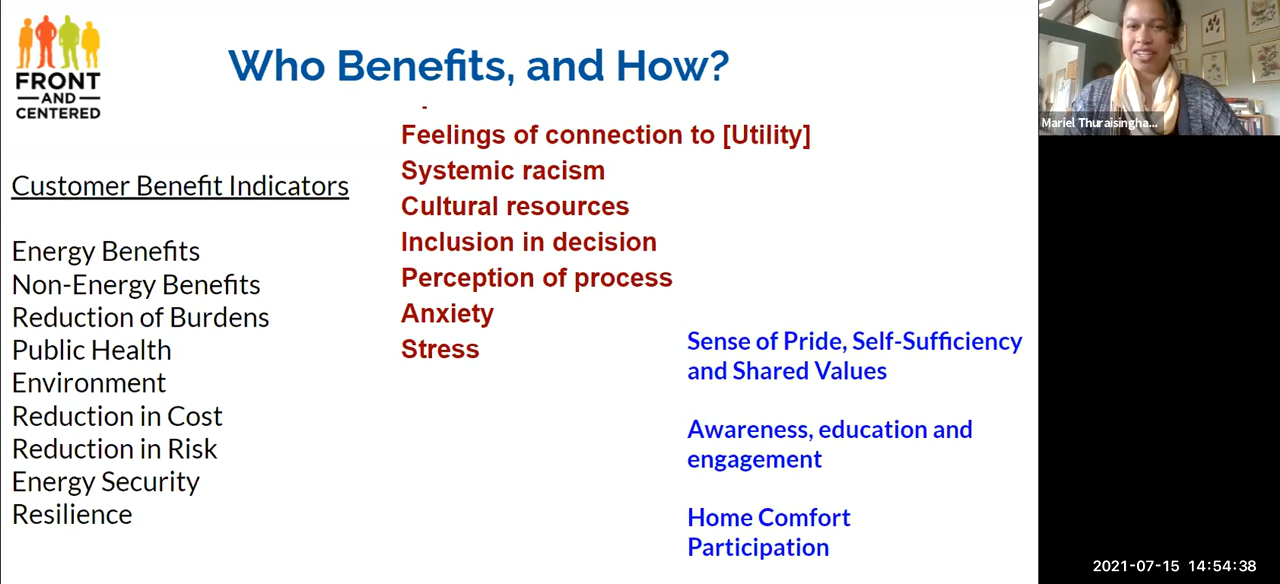 FRONT
AND
CENTERED
Who Benefits, and How?
Customer Benefit Indicators
Energy Benefits
Non-Energy Benefits
Reduction of Burdens
Public Health
Environment
Reduction in Cost
Reduction in Risk
Energy Security
Resilience
Feelings of connection to [Utility]
Systemic racism
Cultural resources
Inclusion in decision
Perception of process
Anxiety
Stress
Sense of Pride, Self-Sufficiency
and Shared Values
Awareness, education and
engagement
Home Comfort
Participation
Mariel Thuraisingha...
2021-07-15 14:54:38